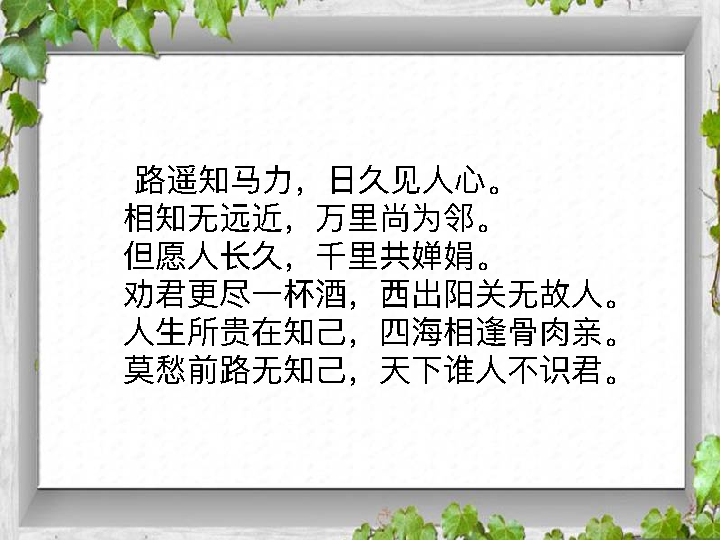 路遥知马力，日久见人心。
相知无远近，万里尚为邻。
但愿人长久，千里共婵娟。
劝君更尽一杯酒，西出阳关无故人。
人生所贵在知己，四海相逢骨肉亲。
莫愁前路无知己，天下谁人不识君。